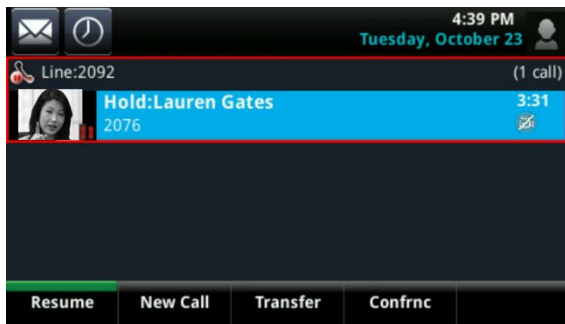 4:39 PM
Tuesday, October 23
Line:2092 (1 call)
Hold:Lauren Gates 3:31
2076
Resume New Call Transfer Confrnc